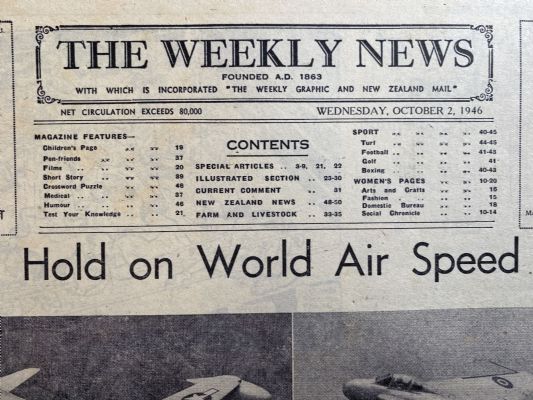 THE WEEKLY NEWS
FOUNDED A.D. 1863
WITH WHICH IS INCORPORATED "THE WEEKLY GRAPHIC AND NEW ZEALAND MAIL"
NET CIRCULATION EXCEEDS 80,000
WEDNESDAY, OCTOBER 2, 1946
MAGAZINE FEATURES—
Children's Page .. .. .. 19
Pen-friends .. .. .. 37
Films .. .. .. 20
Short Story .. .. .. 39
Crossword Puzzle .. .. 46
Medical .. .. .. 37
Humour .. .. .. 46
Test Your Knowledge .. .. 21
CONTENTS
SPECIAL ARTICLES .. 3-9, 21, 22
ILLUSTRATED SECTION .. 23-30
CURRENT COMMENT .. 31
NEW ZEALAND NEWS .. 48-50
FARM AND LIVESTOCK .. 33-35
SPORT .. .. .. 40-45
Turf .. .. .. 44-45
Football .. .. .. 41-43
Golf .. .. .. 41
Boxing .. .. .. 40-43
WOMEN'S PAGES .. 10-20
Arts and Crafts .. .. 16
Fashion .. .. .. 15
Domestic Bureau .. .. 18
Social Chronicle .. .. 10-14
Hold on World Air Speed